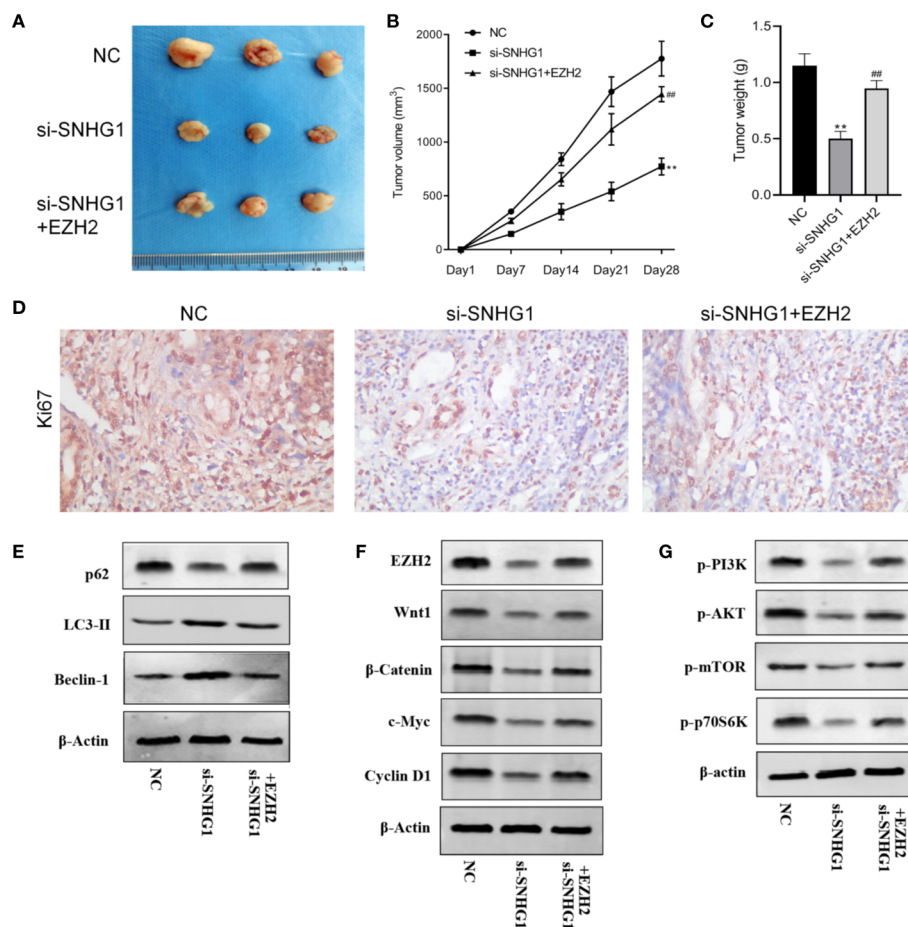 A
NC
si-SNHG1
si-SNHG1
+EZH2
18
19
B
2000
1500
1000
500
0
Tumor volume (mm3)
NC
si-SNHG1
si-SNHG1+EZH2
##
**
Day1
Day7
Day14
Day21
Day28
C
1.5
1.0
0.5
0.0
Tumor weight (g)
**
##
NC
si-SNHG1
si-SNHG1+EZH2
D
NC
si-SNHG1
si-SNHG1+EZH2
Ki67
E
p62
LC3-II
Beclin-1
β-Actin
NC
si-SNHG1
+EZH2
si-SNHG1
F
EZH2
Wnt1
β-Catenin
c-Myc
Cyclin D1
β-Actin
NC
si-SNHG1
+EZH2
si-SNHG1
G
p-PI3K
p-AKT
p-mTOR
p-p70S6K
β-actin
NC
si-SNHG1
+EZH2
si-SNHG1